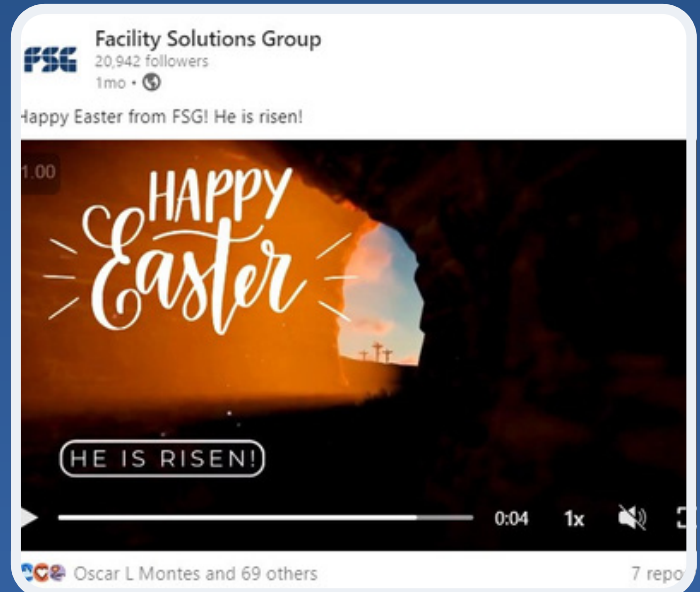 FSG
Facility Solutions Group
20,942 followers
1mo •
Happy Easter from FSG! He is risen!
1.00
HAPPY
Easter
HE IS RISEN!
0:04 1x
Oscar L Montes and 69 others 7 repo